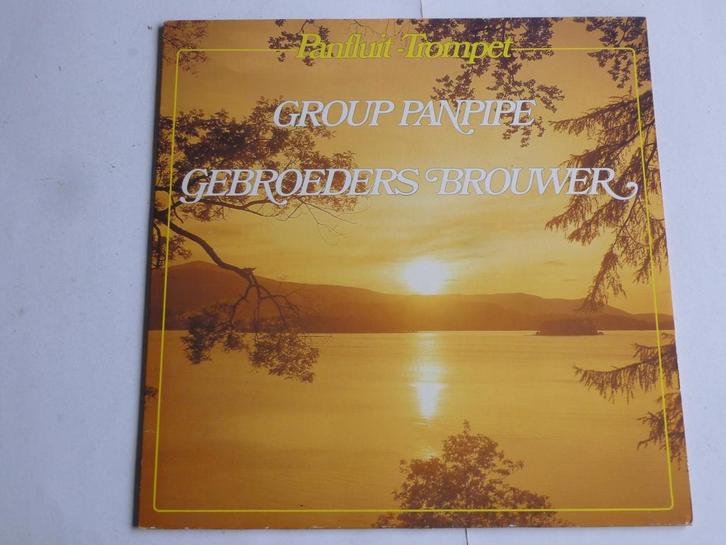 Panfluit-Trompet
GROUP PANPIPE
GEBROEDERS BROUWER